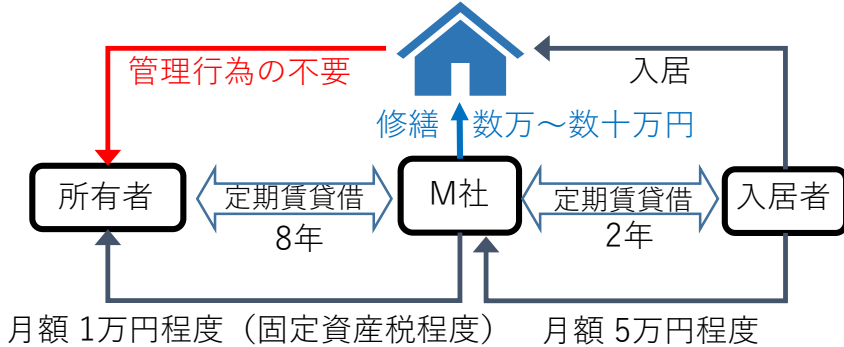 管理行為の不要
入居
修繕 数万～数十万円
所有者
定期賃貸借
8年
M社
定期賃貸借
2年
入居者
月額 1万円程度（固定資産税程度）
月額 5万円程度